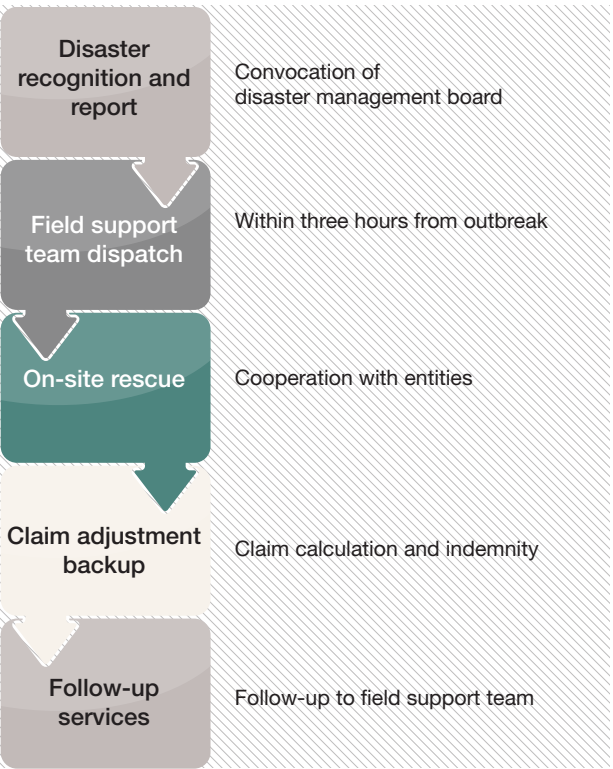 Disaster
recognition and
report
Convocation of
disaster management board
Field support
team dispatch
Within three hours from outbreak
On-site rescue
Cooperation with entities
Claim adjustment
backup
Claim calculation and indemnity
Follow-up
services
Follow-up to field support team